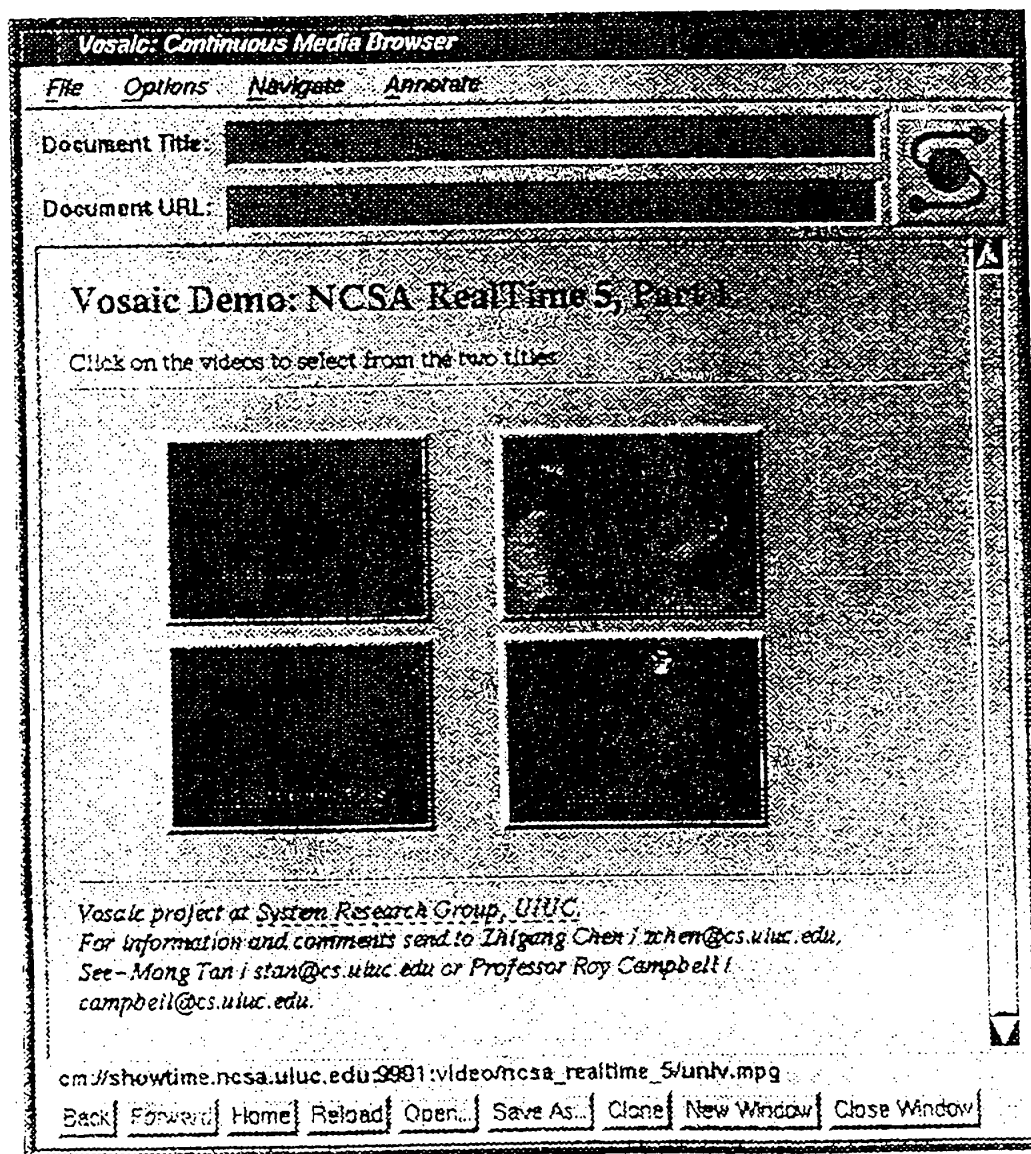 Vosaic: Continuous Media Browser
File Options Navigate Annotate
Document Title:
Document URL:
Vosaic Demo: NCSA RealTime 5, Part 1.
Click on the videos to select from the two titles
Vosaic project at System Research Group, UIUC.
For information and comments send to Zhigang Chen / zchen@cs.uiuc.edu,
See-Mong Tan / stan@cs.uiuc.edu or Professor Roy Campbell /
campbell@cs.uiuc.edu.
cm://showtime.ncsa.uiuc.edu:9901:video/ncsa_realtime_5/univ.mpg
Back Forward Home Reload Open... Save As... Clone New Window Close Window